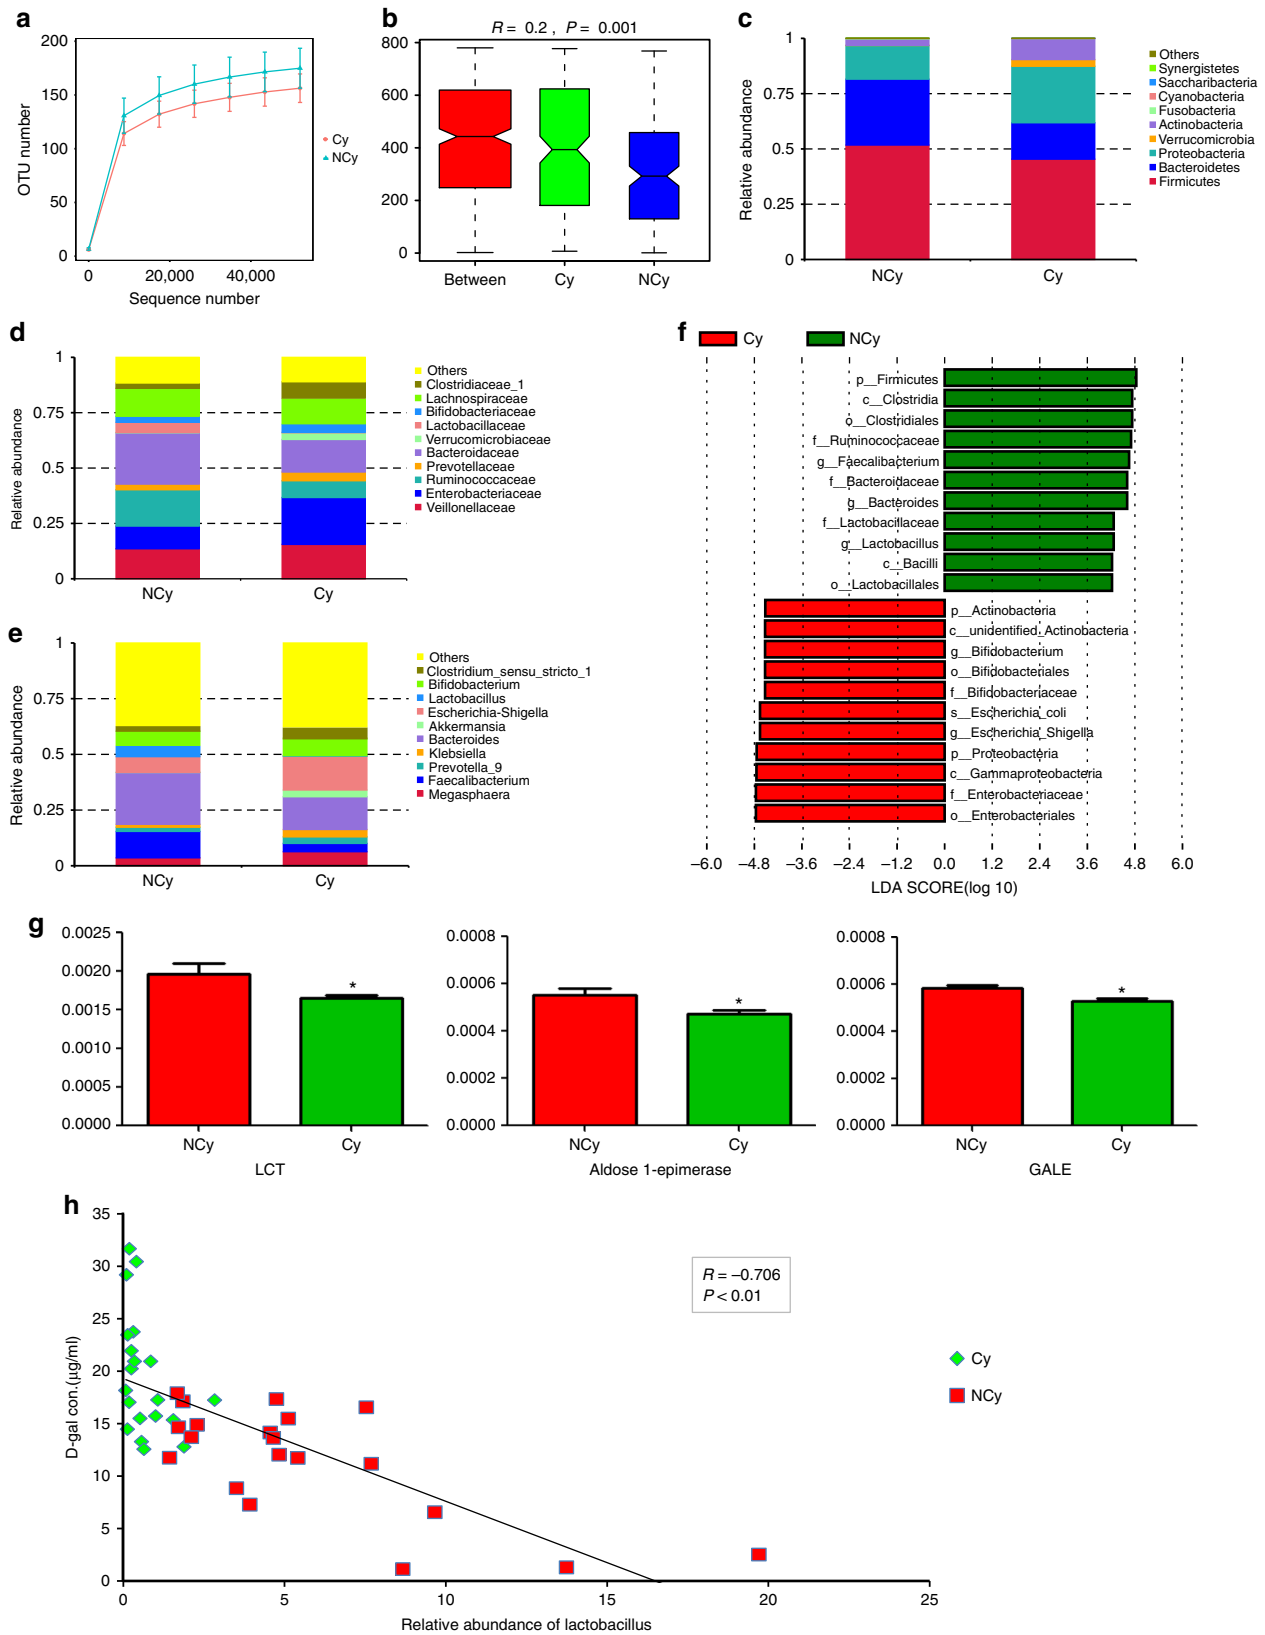 a
200
150
100
50
0
OTU number
0
20,000
40,000
Sequence number
Cy
NCy
b
R = 0.2 , P = 0.001
800
600
400
200
0
Between
Cy
NCy
c
1
0.75
0.5
0.25
0
Relative abundance
NCy
Cy
Others
Synergistetes
Saccharibacteria
Cyanobacteria
Fusobacteria
Actinobacteria
Verrucomicrobia
Proteobacteria
Bacteroidetes
Firmicutes
d
1
0.75
0.5
0.25
0
Relative abundance
NCy
Cy
Others
Clostridiaceae_1
Lachnospiraceae
Bifidobacteriaceae
Lactobacillaceae
Verrucomicrobiaceae
Bacteroidaceae
Prevotellaceae
Ruminococcaceae
Enterobacteriaceae
Veillonellaceae
e
1
0.75
0.5
0.25
0
Relative abundance
NCy
Cy
Others
Clostridium_sensu_stricto_1
Bifidobacterium
Lactobacillus
Escherichia-Shigella
Akkermansia
Bacteroides
Klebsiella
Prevotella_9
Faecalibacterium
Megasphaera
f
Cy
NCy
p__Firmicutes
c__Clostridia
o__Clostridiales
f__Ruminococcaceae
g__Faecalibacterium
f__Bacteroidaceae
g__Bacteroides
f__Lactobacillaceae
g__Lactobacillus
c__Bacilli
o__Lactobacillales
p__Actinobacteria
c__unidentified_Actinobacteria
g__Bifidobacterium
o__Bifidobacteriales
f__Bifidobacteriaceae
s__Escherichia_coli
g__Escherichia_Shigella
p__Proteobacteria
c__Gammaproteobacteria
f__Enterobacteriaceae
o__Enterobacteriales
−6.0 −4.8 −3.6 −2.4 −1.2 0.0 1.2 2.4 3.6 4.8 6.0
LDA SCORE(log 10)
g
0.0025
0.0020
0.0015
0.0010
0.0005
0.0000
*
NCy
Cy
LCT
0.0008
0.0006
0.0004
0.0002
0.0000
*
NCy
Cy
Aldose 1-epimerase
0.0008
0.0006
0.0004
0.0002
0.0000
*
NCy
Cy
GALE
h
35
30
25
20
15
10
5
0
D-gal con.(µg/ml)
0 5 10 15 20 25
Relative abundance of lactobacillus
R = −0.706
P < 0.01
Cy
NCy